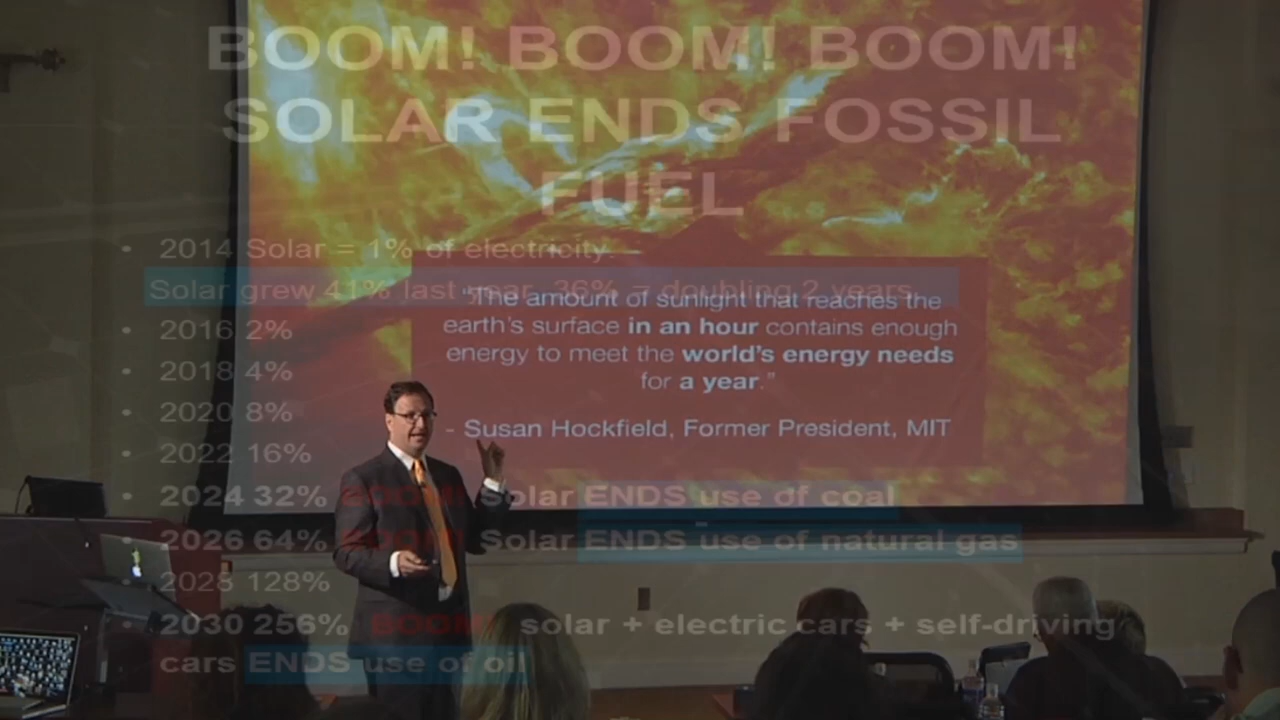 BOOM! BOOM! BOOM!
SOLAR ENDS FOSSIL
FUEL
• 2014 Solar = 1% of electricity.
Solar grew 41% last year. 36% = doubling 2 years
• 2016 2%
• 2018 4%
• 2020 8%
• 2022 16%
• 2024 32% BOOM! Solar ENDS use of coal
• 2026 64% BOOM! Solar ENDS use of natural gas
• 2028 128%
• 2030 256% BOOM! solar + electric cars + self-driving
cars ENDS use of oil
“The amount of sunlight that reaches the
earth’s surface in an hour contains enough
energy to meet the world’s energy needs
for a year.”
- Susan Hockfield, Former President, MIT